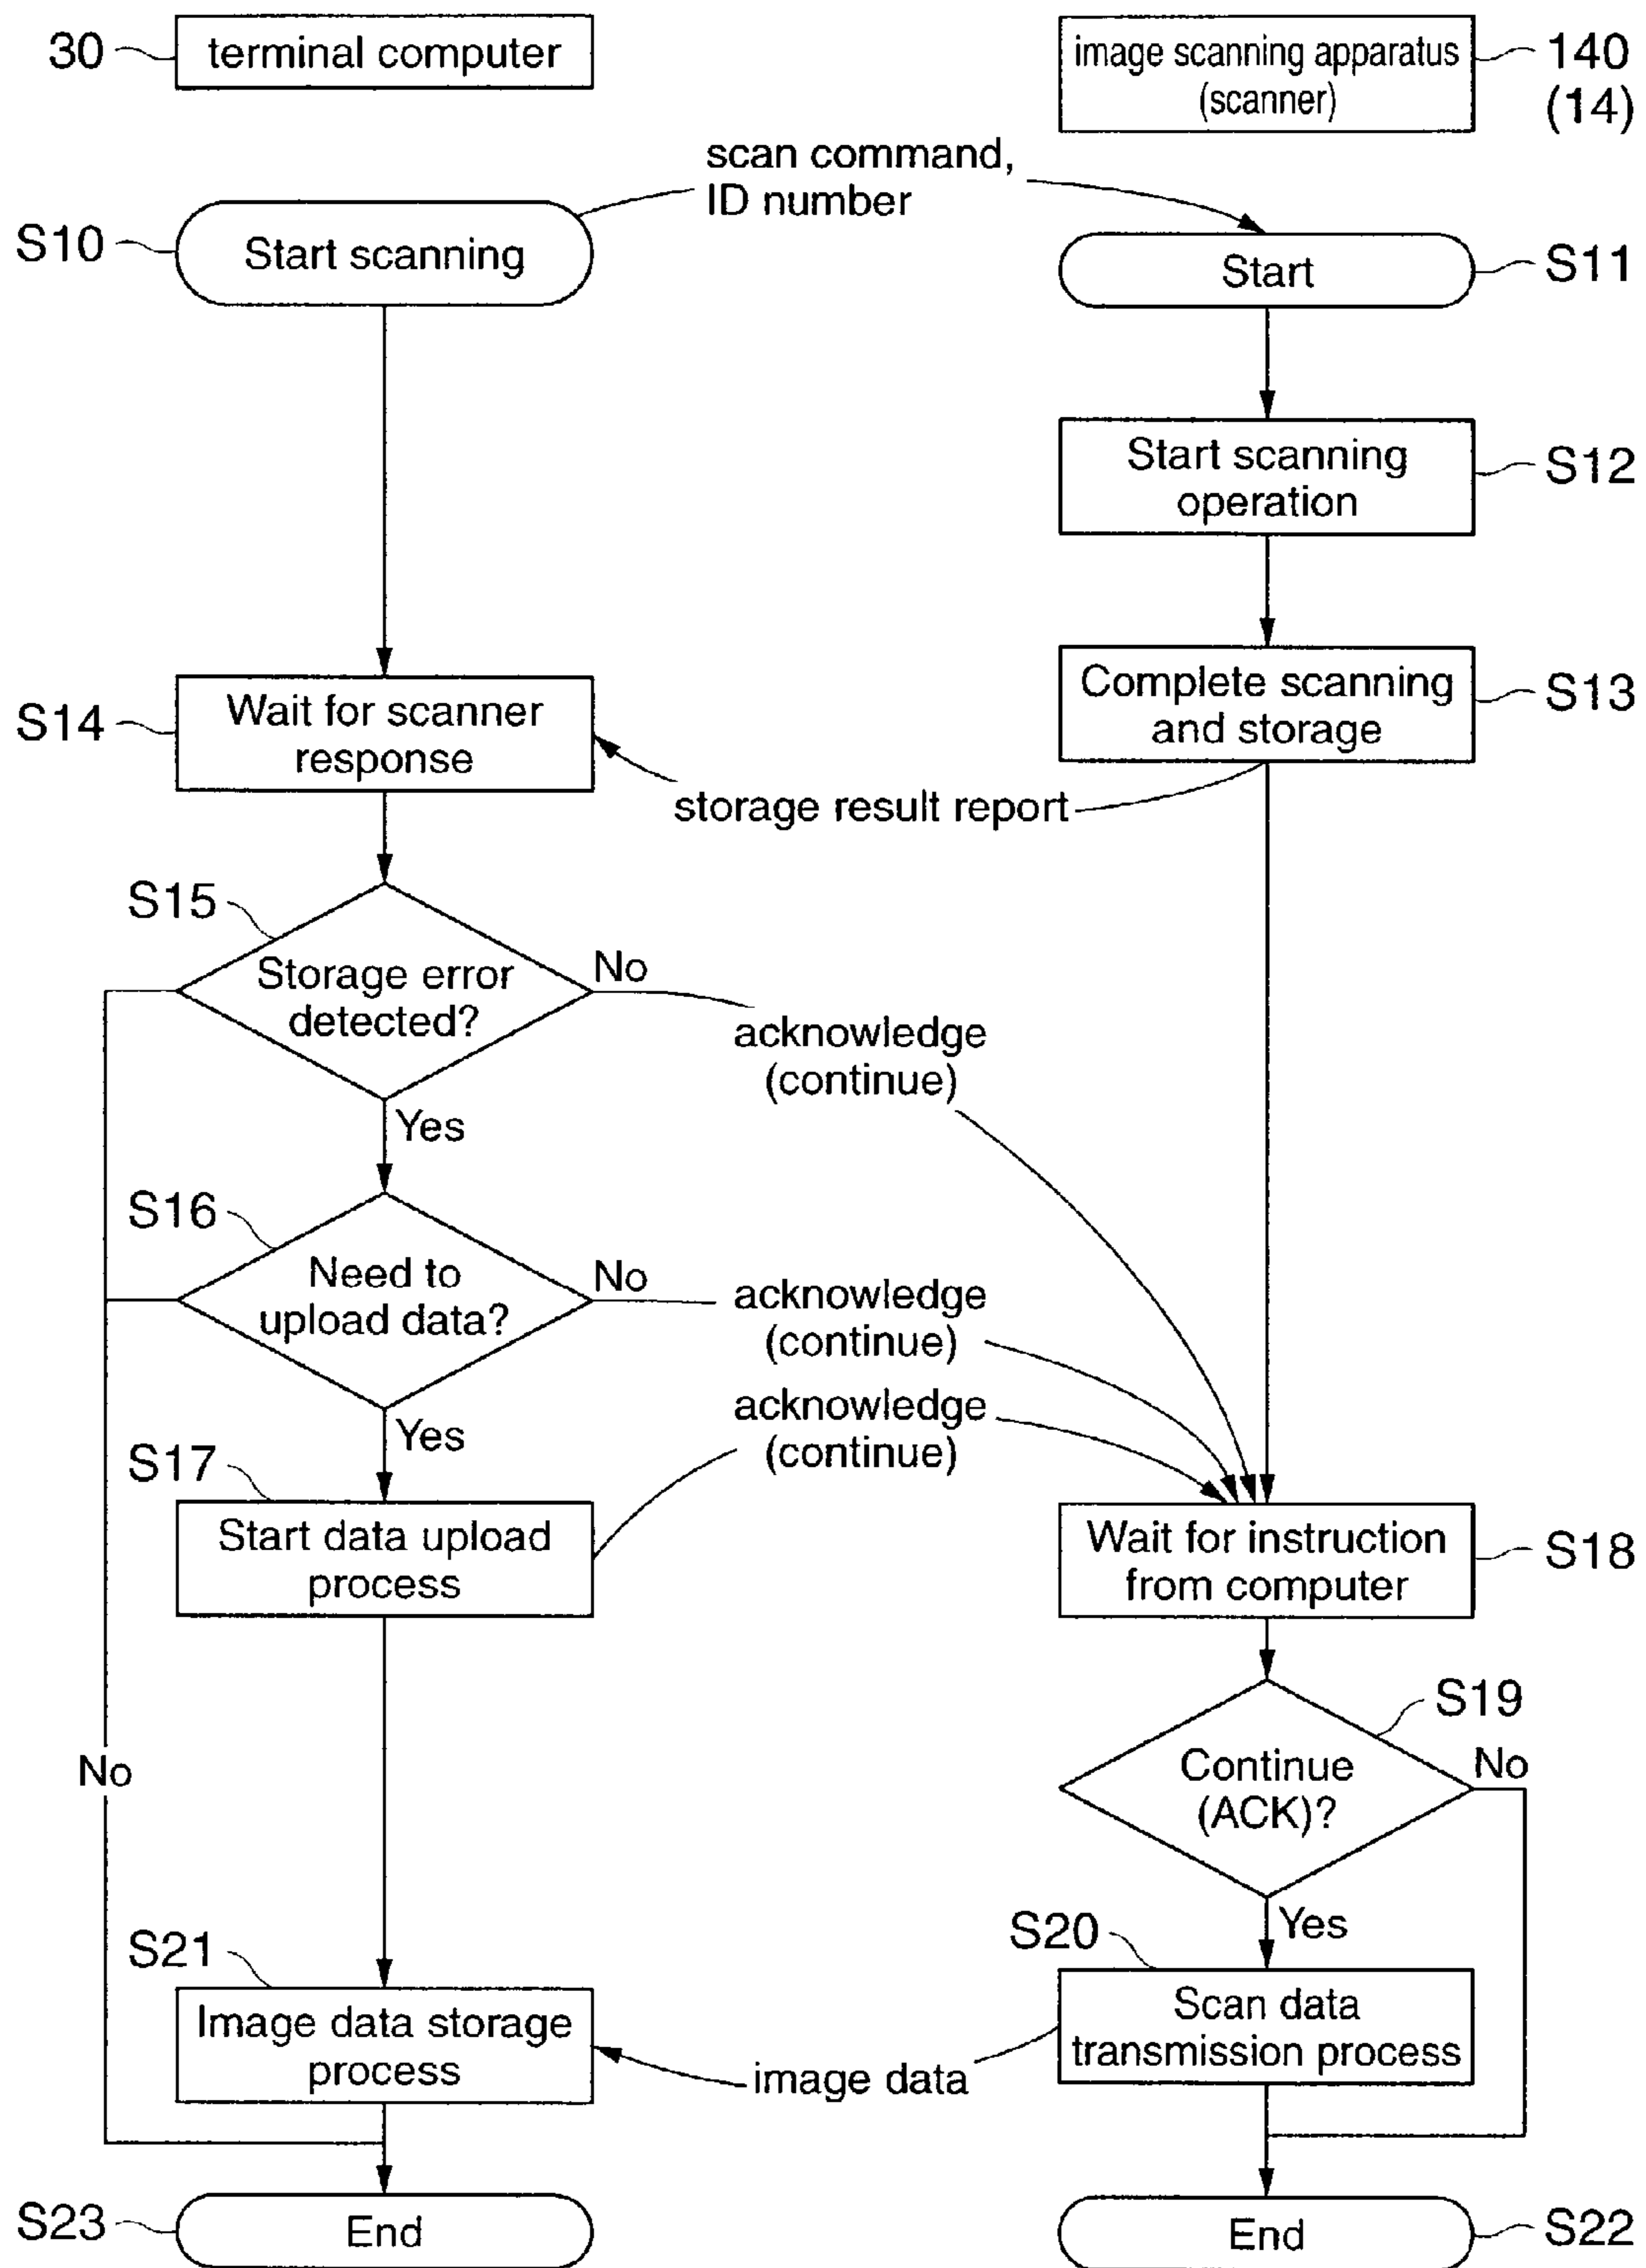 30
terminal computer
image scanning apparatus
(scanner)
140
(14)
scan command,
ID number
S10
Start scanning
Start
S11
Start scanning
operation
S12
Complete scanning
and storage
S13
S14
Wait for scanner
response
storage result report
S15
Storage error
detected?
No
acknowledge
(continue)
Yes
S16
Need to
upload data?
No
acknowledge
(continue)
acknowledge
(continue)
Yes
S17
Start data upload
process
Wait for instruction
from computer
S18
S19
Continue
(ACK)?
No
No
Yes
S20
Scan data
transmission process
S21
Image data storage
process
image data
S23
End
End
S22